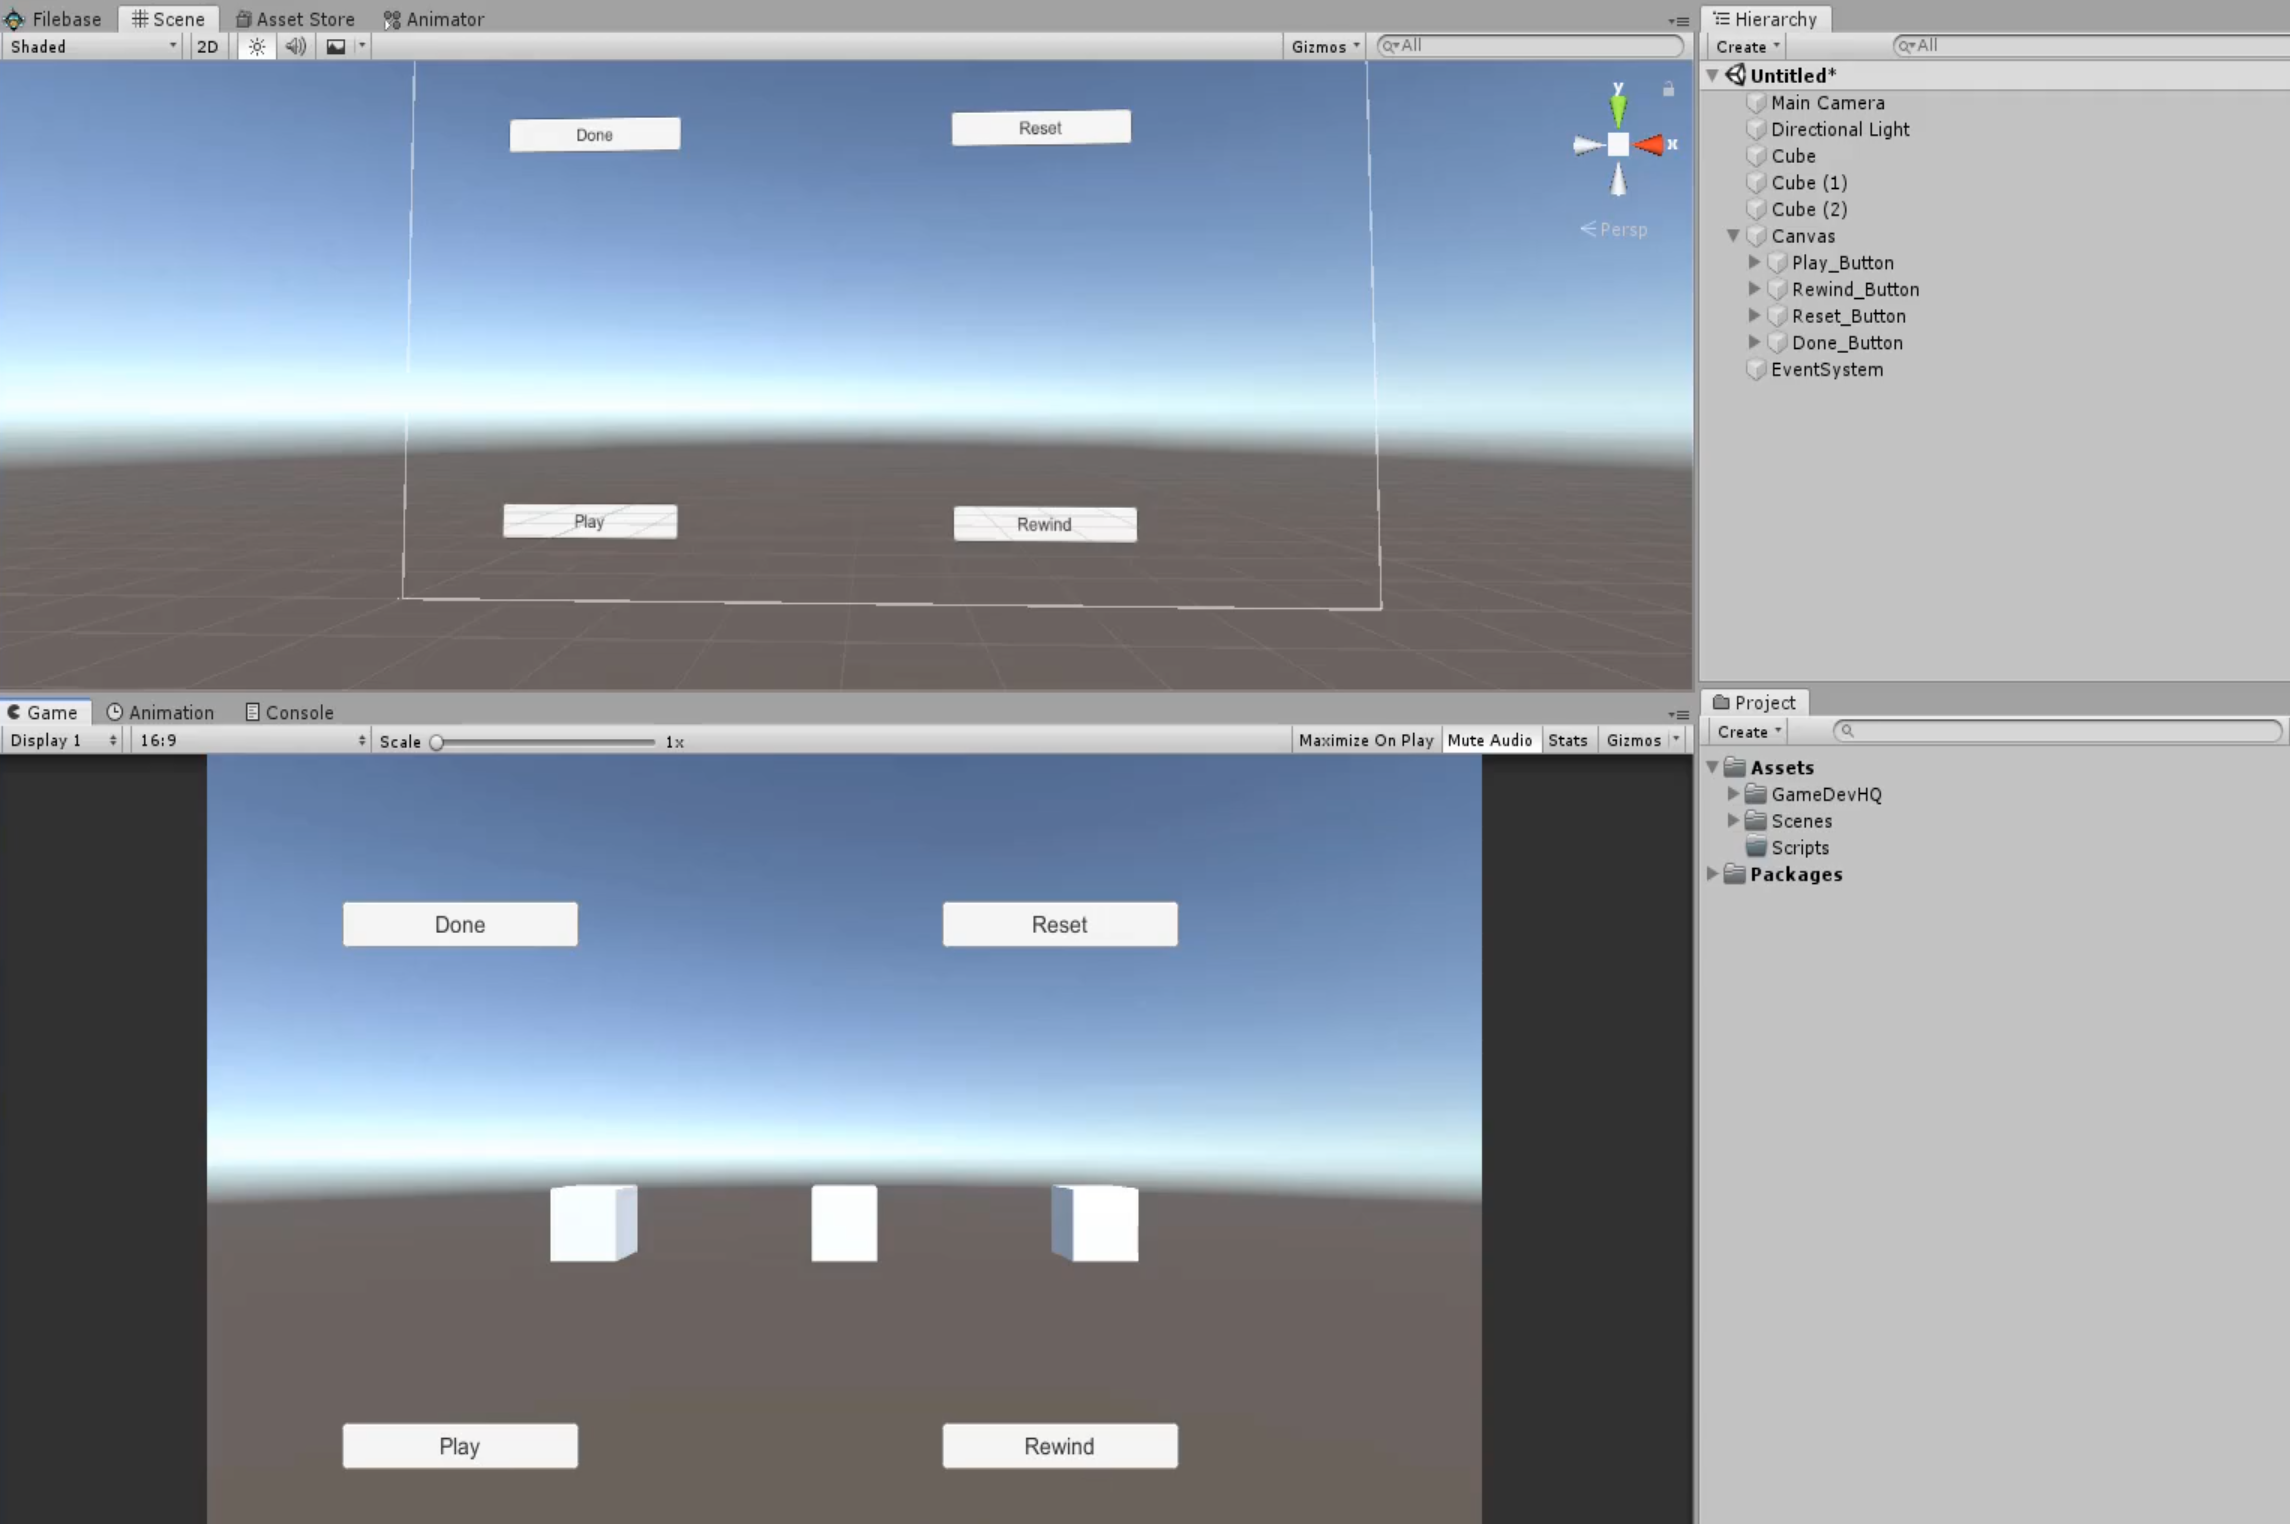 Filebase Scene Asset Store Animator
Shaded 2D Gizmos All
y
x
Persp
Done Reset
Play Rewind
Game Animation Console
Display 1 16:9 Scale 1x Maximize On Play Mute Audio Stats Gizmos
Done Reset
Play Rewind
Hierarchy
Create All
Untitled*
Main Camera
Directional Light
Cube
Cube (1)
Cube (2)
Canvas
Play_Button
Rewind_Button
Reset_Button
Done_Button
EventSystem
Project
Create
Assets
GameDevHQ
Scenes
Scripts
Packages